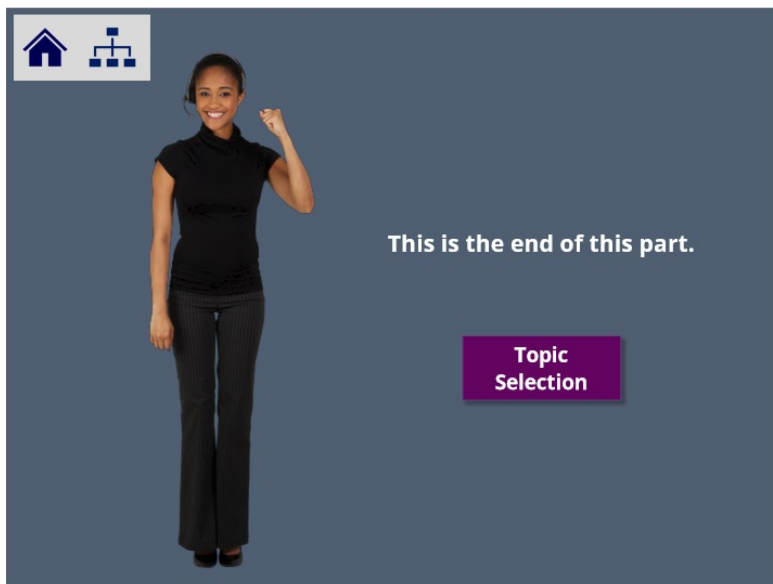 This is the end of this part.
Topic
Selection